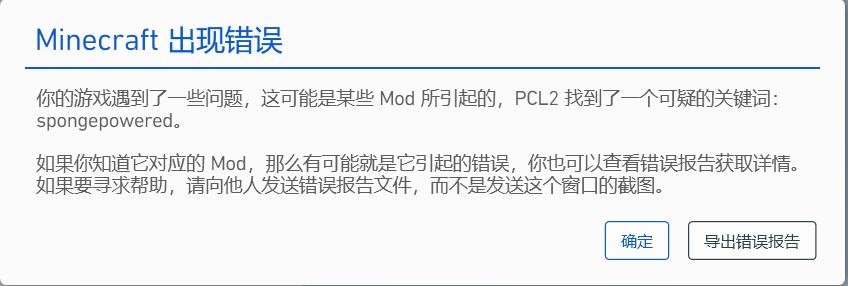 Minecraft 出现错误
你的游戏遇到了一些问题，这可能是某些 Mod 所引起的，PCL2 找到了一个可疑的关键词：
spongepowered。
如果你知道它对应的 Mod，那么有可能就是它引起的错误，你也可以查看错误报告获取详情。
如果要寻求帮助，请向他人发送错误报告文件，而不是发送这个窗口的截图。
确定
导出错误报告